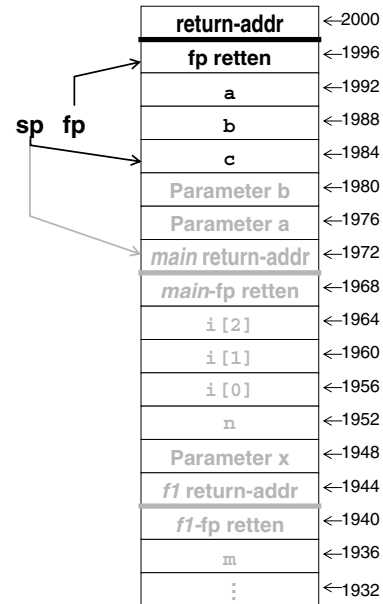 return-addr ←2000
fp retten ←1996
a ←1992
sp fp b ←1988
c ←1984
Parameter b ←1980
Parameter a ←1976
main return-addr ←1972
main-fp retten ←1968
i[2] ←1964
i[1] ←1960
i[0] ←1956
n ←1952
Parameter x ←1948
f1 return-addr ←1944
f1-fp retten ←1940
m ←1936
⋮ ←1932